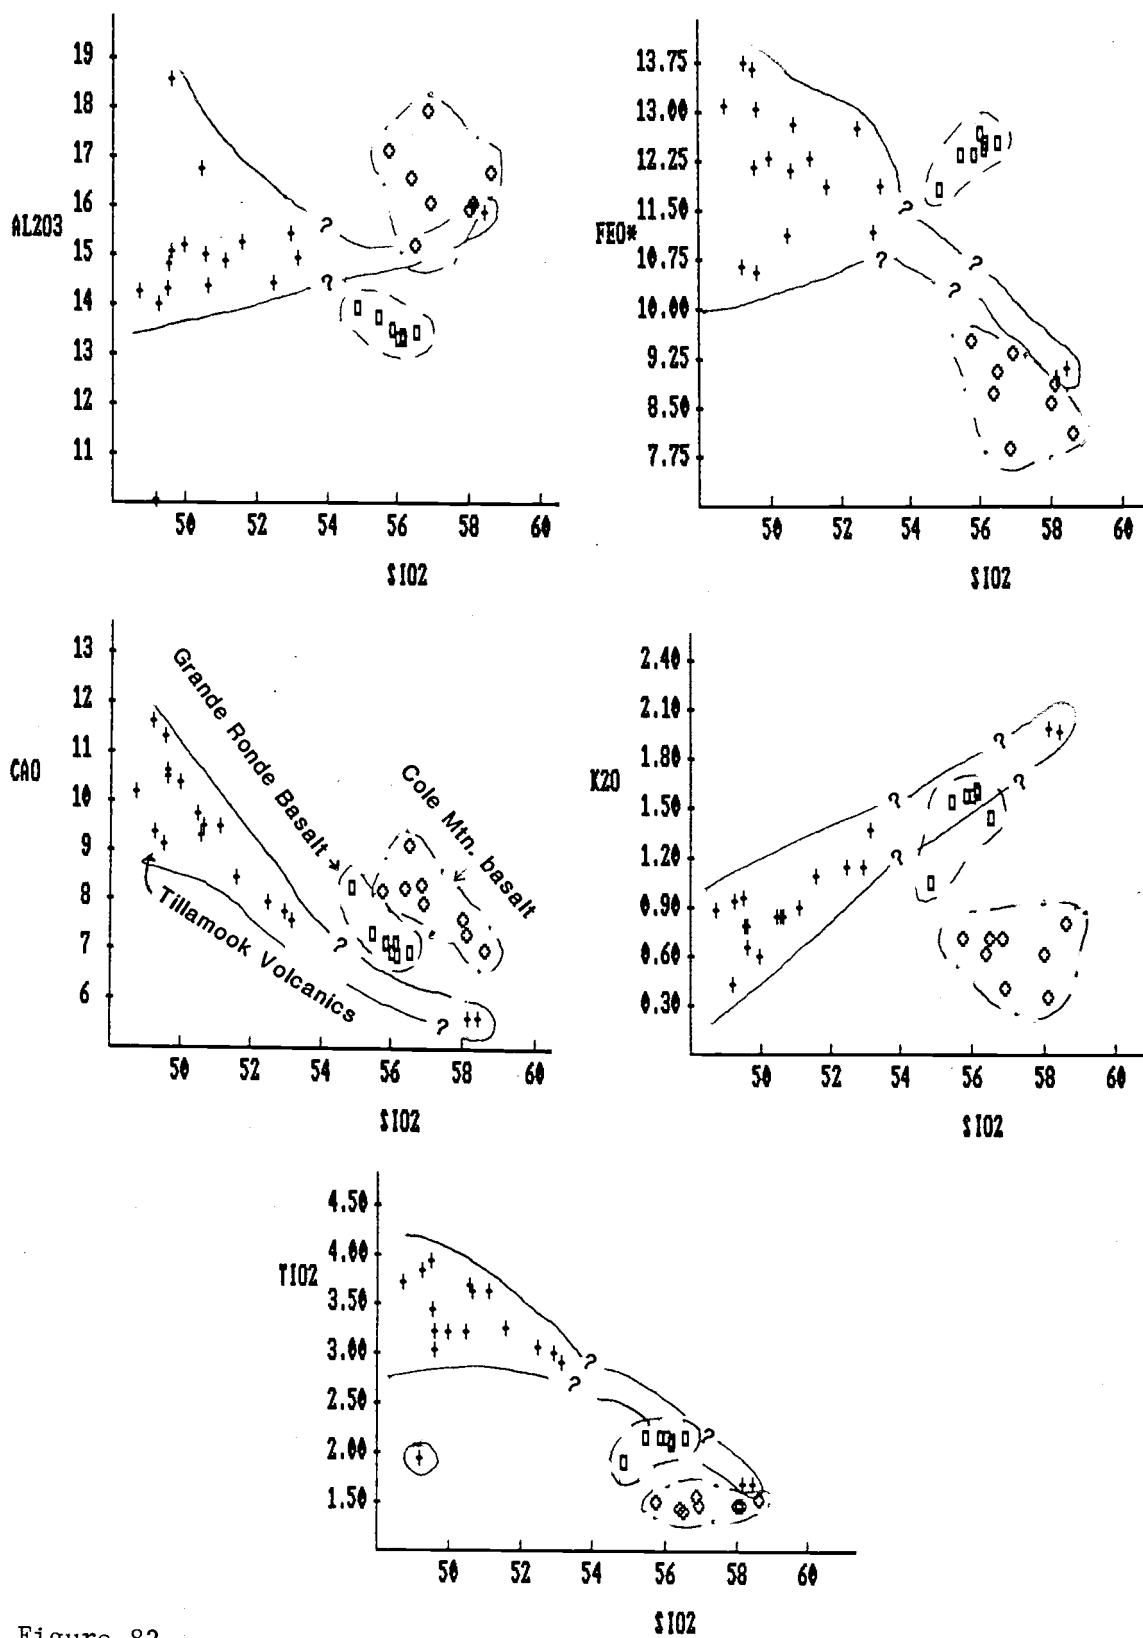 19
18
17
16
AL2O3
15
14
13
12
11
50 52 54 56 58 60
SIO2
? ?
13.75
13.00
12.25
11.50
FEO*
10.75
10.00
9.25
8.50
7.75
50 52 54 56 58 60
SIO2
? ? ? ?
13
12
11
CAO
10
9
8
7
6
50 52 54 56 58 60
SIO2
Grande Ronde Basalt
Cole Mtn. basalt
Tillamook Volcanics
? ?
2.40
2.10
1.80
K2O
1.50
1.20
0.90
0.60
0.30
50 52 54 56 58 60
SIO2
? ? ? ?
4.50
4.00
TIO2
3.50
3.00
2.50
2.00
1.50
50 52 54 56 58 60
SIO2
? ? ?
Figure 82